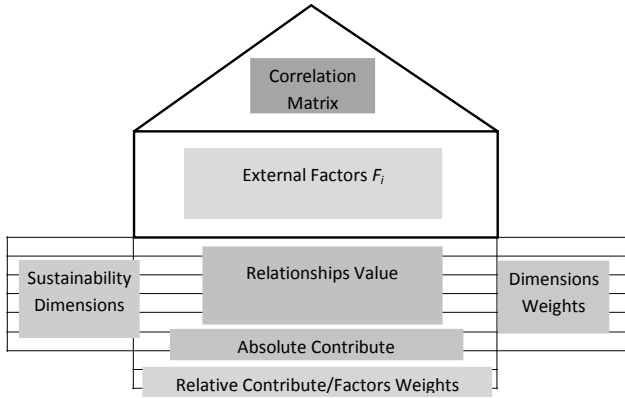 Correlation
Matrix
External Factors Fi
Sustainability
Dimensions
Relationships Value
Dimensions
Weights
Absolute Contribute
Relative Contribute/Factors Weights